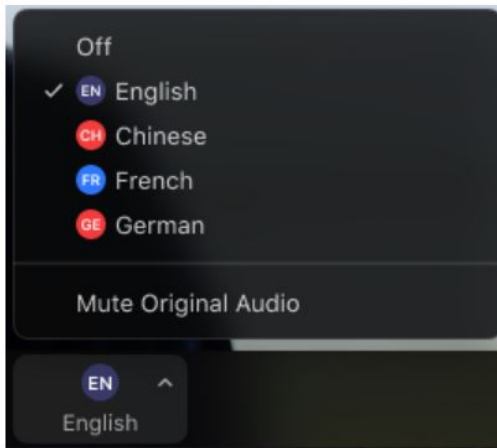 Off
EN English
CH Chinese
FR French
GE German
Mute Original Audio
EN
English